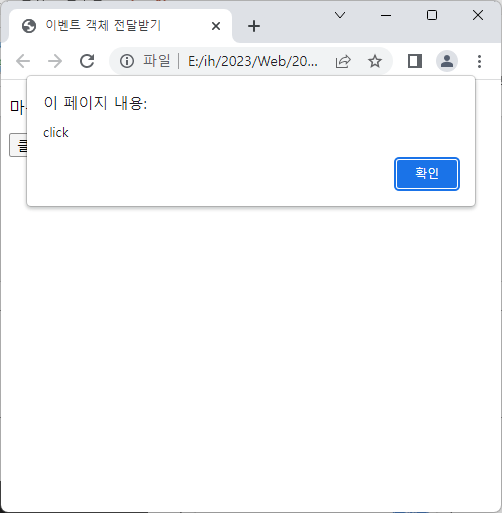 이벤트 객체 전달받기
파일 E:/ih/2023/Web/20...
이 페이지 내용:
click
확인
마